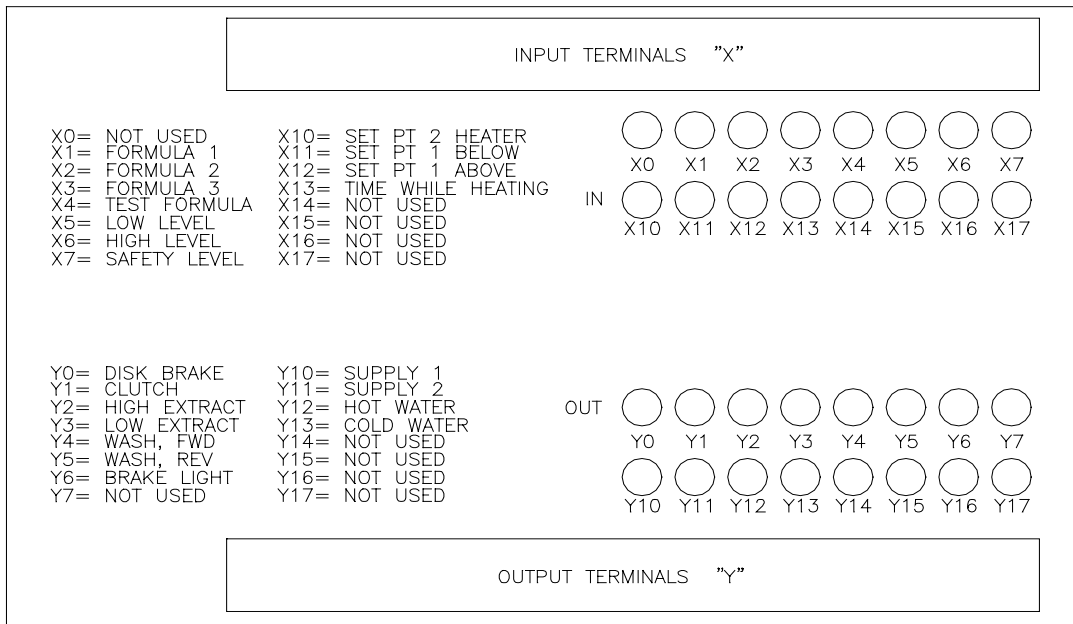 INPUT TERMINALS "X"
X0= NOT USED
X1= FORMULA 1
X2= FORMULA 2
X3= FORMULA 3
X4= TEST FORMULA
X5= LOW LEVEL
X6= HIGH LEVEL
X7= SAFETY LEVEL
X10= SET PT 2 HEATER
X11= SET PT 1 BELOW
X12= SET PT 1 ABOVE
X13= TIME WHILE HEATING
X14= NOT USED
X15= NOT USED
X16= NOT USED
X17= NOT USED
X0 X1 X2 X3 X4 X5 X6 X7
IN
X10 X11 X12 X13 X14 X15 X16 X17
Y0= DISK BRAKE
Y1= CLUTCH
Y2= HIGH EXTRACT
Y3= LOW EXTRACT
Y4= WASH, FWD
Y5= WASH, REV
Y6= BRAKE LIGHT
Y7= NOT USED
Y10= SUPPLY 1
Y11= SUPPLY 2
Y12= HOT WATER
Y13= COLD WATER
Y14= NOT USED
Y15= NOT USED
Y16= NOT USED
Y17= NOT USED
OUT
Y0 Y1 Y2 Y3 Y4 Y5 Y6 Y7
Y10 Y11 Y12 Y13 Y14 Y15 Y16 Y17
OUTPUT TERMINALS "Y"